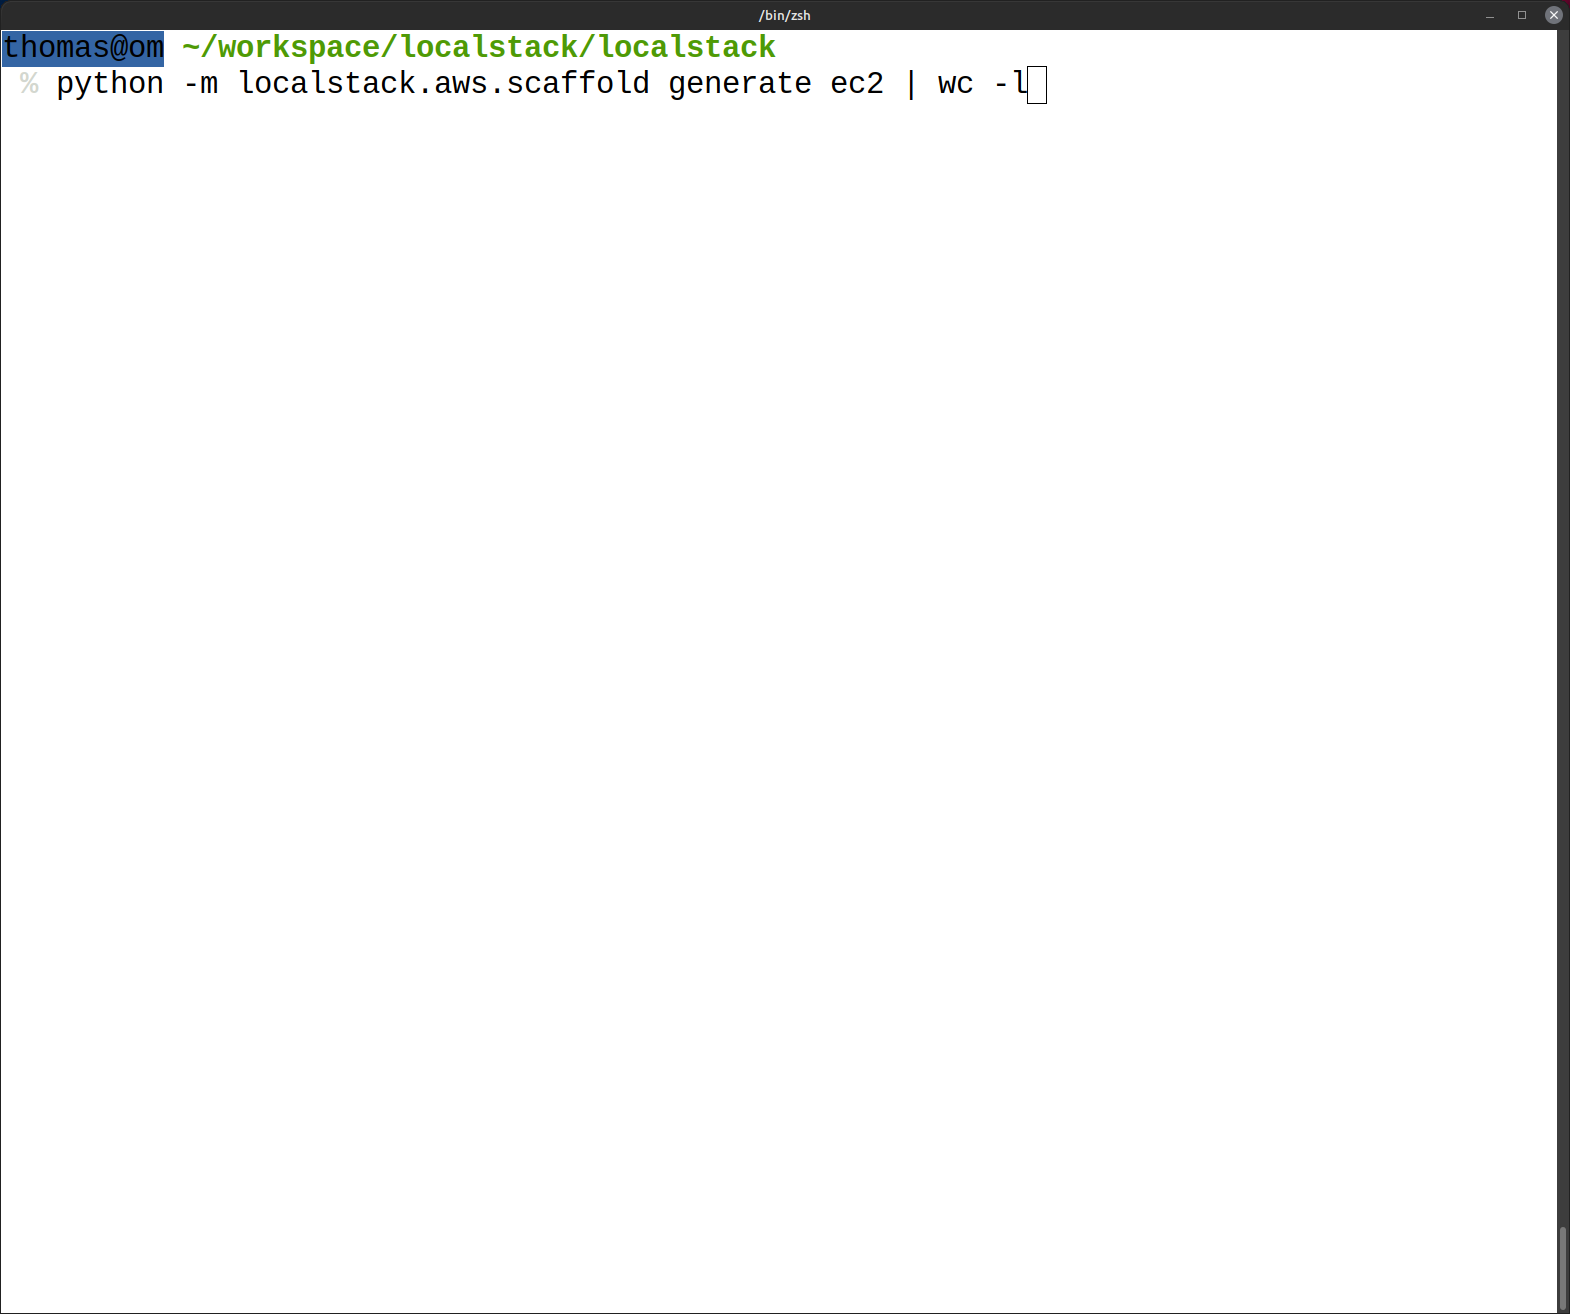 /bin/zsh
thomas@om ~/workspace/localstack/localstack
% python -m localstack.aws.scaffold generate ec2 | wc -l